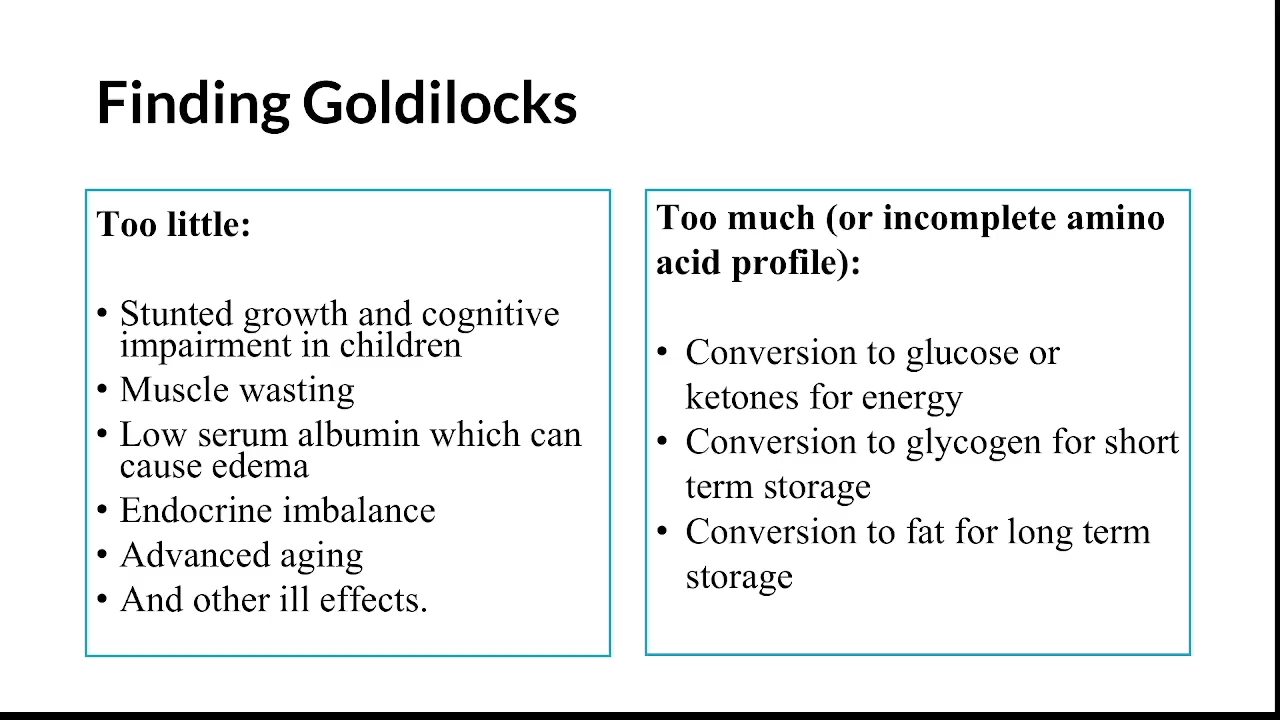 Finding Goldilocks
Too little:
• Stunted growth and cognitive
impairment in children
• Muscle wasting
• Low serum albumin which can
cause edema
• Endocrine imbalance
• Advanced aging
• And other ill effects.
Too much (or incomplete amino
acid profile):
• Conversion to glucose or
ketones for energy
• Conversion to glycogen for short
term storage
• Conversion to fat for long term
storage